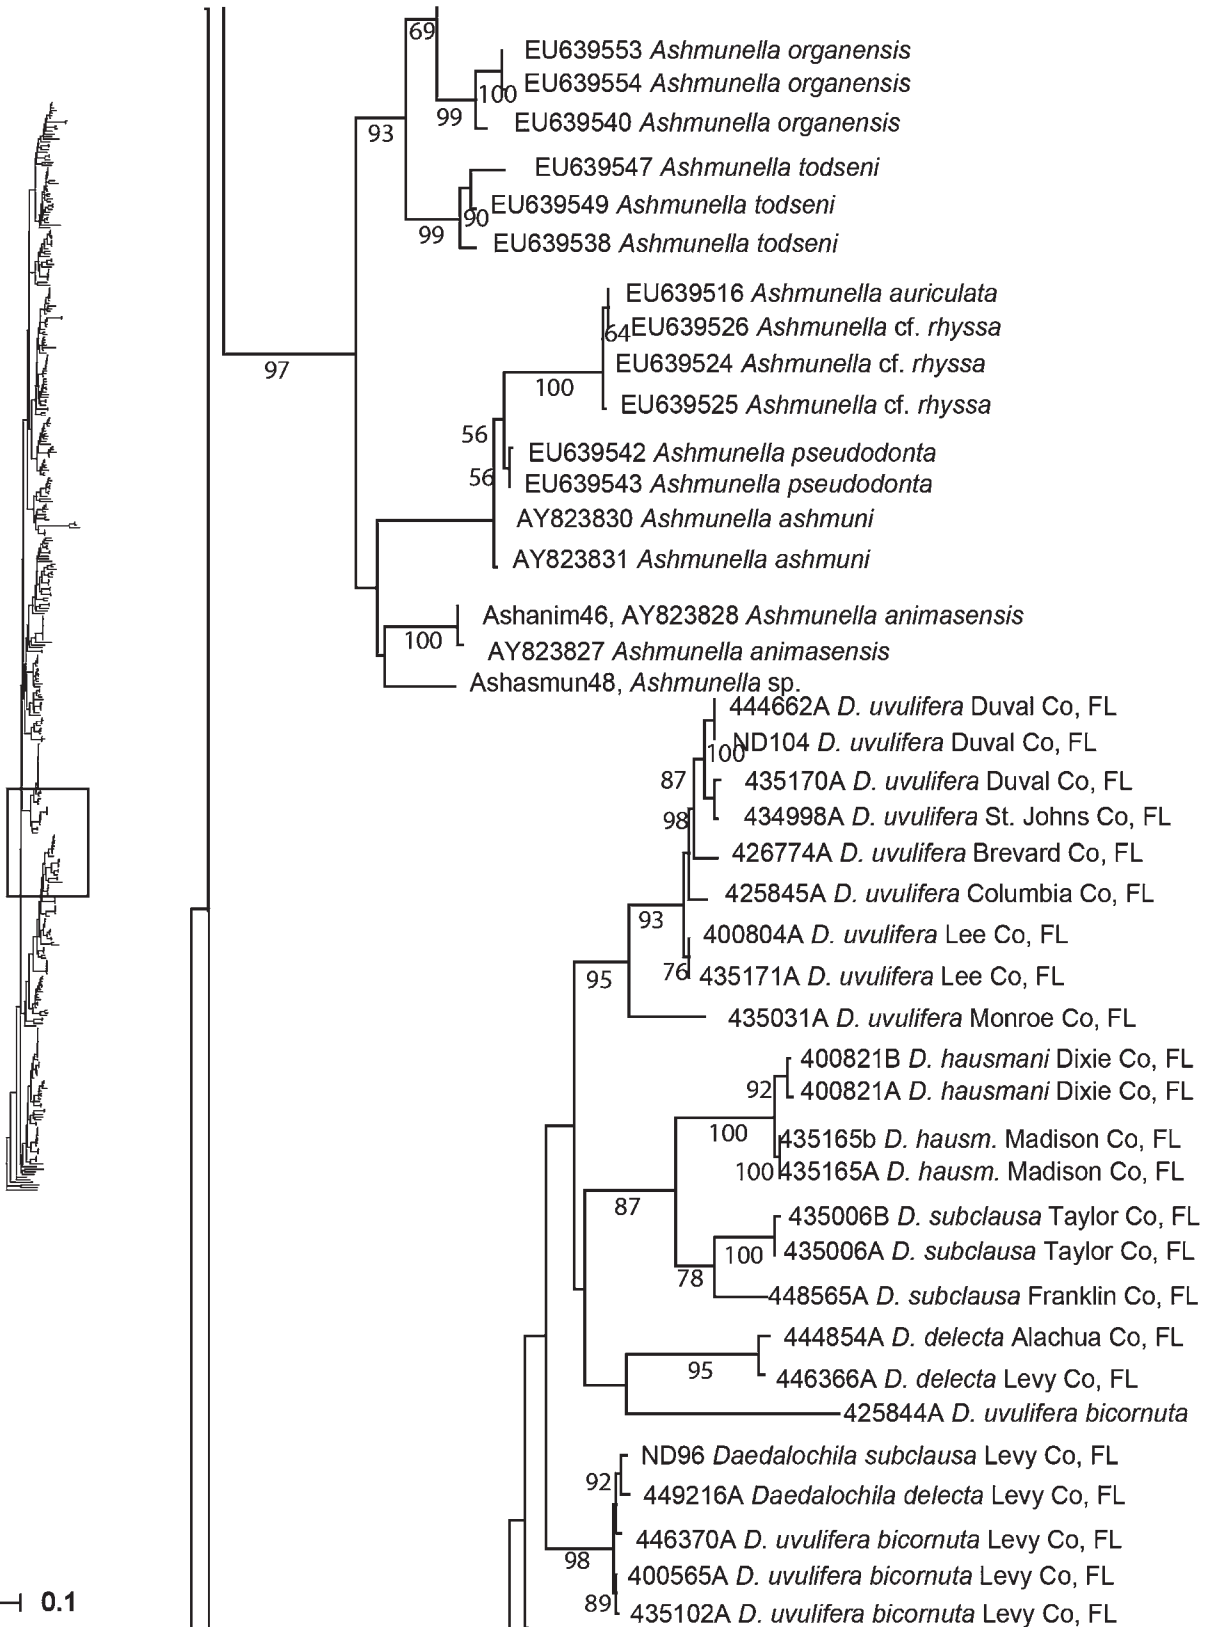 69
EU639553 Ashmunella organensis
EU639554 Ashmunella organensis
100
99
EU639540 Ashmunella organensis
93
EU639547 Ashmunella todseni
EU639549 Ashmunella todseni
90
99
EU639538 Ashmunella todseni
EU639516 Ashmunella auriculata
64
EU639526 Ashmunella cf. rhyssa
EU639524 Ashmunella cf. rhyssa
97
100
EU639525 Ashmunella cf. rhyssa
56
EU639542 Ashmunella pseudodonta
56
EU639543 Ashmunella pseudodonta
AY823830 Ashmunella ashmuni
AY823831 Ashmunella ashmuni
Ashanim46, AY823828 Ashmunella animasensis
100
AY823827 Ashmunella animasensis
Ashasmun48, Ashmunella sp.
444662A D. uvulifera Duval Co, FL
ND104 D. uvulifera Duval Co, FL
100
87
435170A D. uvulifera Duval Co, FL
98
434998A D. uvulifera St. Johns Co, FL
426774A D. uvulifera Brevard Co, FL
425845A D. uvulifera Columbia Co, FL
93
400804A D. uvulifera Lee Co, FL
76
435171A D. uvulifera Lee Co, FL
95
435031A D. uvulifera Monroe Co, FL
400821B D. hausmani Dixie Co, FL
92
400821A D. hausmani Dixie Co, FL
100
435165b D. hausm. Madison Co, FL
100
435165A D. hausm. Madison Co, FL
87
435006B D. subclausa Taylor Co, FL
100
435006A D. subclausa Taylor Co, FL
78
448565A D. subclausa Franklin Co, FL
444854A D. delecta Alachua Co, FL
95
446366A D. delecta Levy Co, FL
425844A D. uvulifera bicornuta
ND96 Daedalochila subclausa Levy Co, FL
92
449216A Daedalochila delecta Levy Co, FL
446370A D. uvulifera bicornuta Levy Co, FL
98
400565A D. uvulifera bicornuta Levy Co, FL
89
435102A D. uvulifera bicornuta Levy Co, FL
0.1